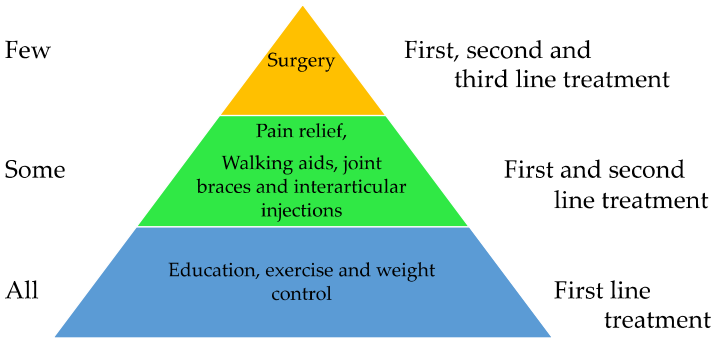 Few
Surgery
First, second and
third line treatment
Some
Pain relief,
Walking aids, joint
braces and interarticular
injections
First and second
line treatment
All
Education, exercise and weight
control
First line
treatment